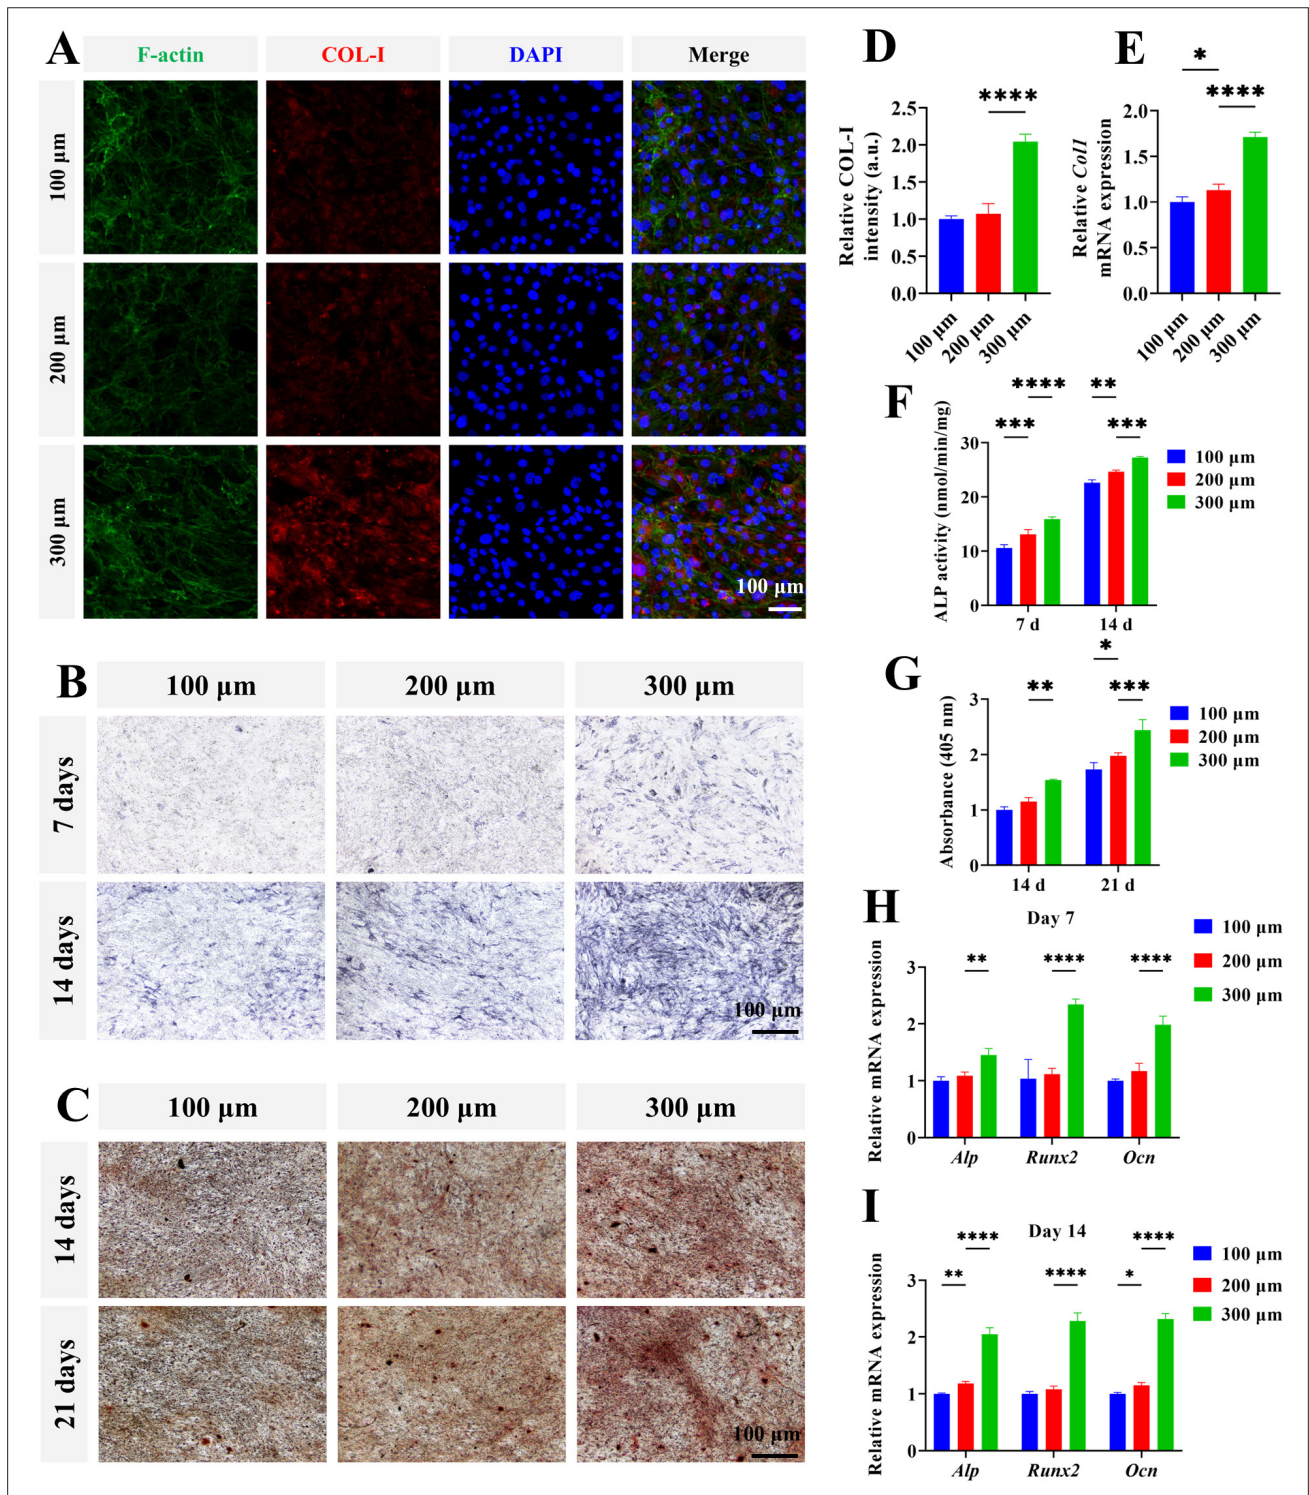 A
F-actin
COL-I
DAPI
Merge
100 µm
200 µm
300 µm
100 µm
B
100 µm
200 µm
300 µm
7 days
14 days
100 µm
C
100 µm
200 µm
300 µm
14 days
21 days
100 µm
D
****
Relative COL-I
intensity (a.u.)
2.5
2.0
1.5
1.0
0.5
0.0
100 µm
200 µm
300 µm
E
*
****
Relative Col1
mRNA expression
2.0
1.5
1.0
0.5
0.0
100 µm
200 µm
300 µm
F
**** **
*** ***
ALP activity (nmol/min/mg)
30
20
10
0
7 d 14 d
100 µm
200 µm
300 µm
G
*
** ***
Absorbance (405 nm)
3
2
1
0
14 d 21 d
100 µm
200 µm
300 µm
H
Day 7
** **** ****
Relative mRNA expression
3
2
1
0
Alp Runx2 Ocn
100 µm
200 µm
300 µm
I
Day 14
**** ****
** **** *
Relative mRNA expression
3
2
1
0
Alp Runx2 Ocn
100 µm
200 µm
300 µm